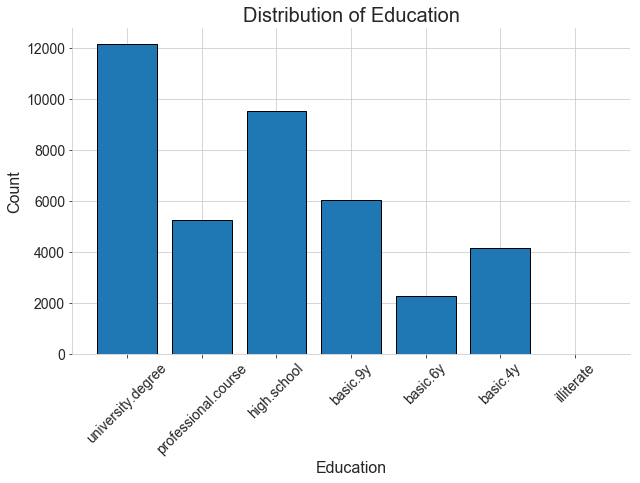 Distribution of Education
Count
12000
10000
8000
6000
4000
2000
0
university.degree
professional.course
high.school
basic.9y
basic.6y
basic.4y
illiterate
Education